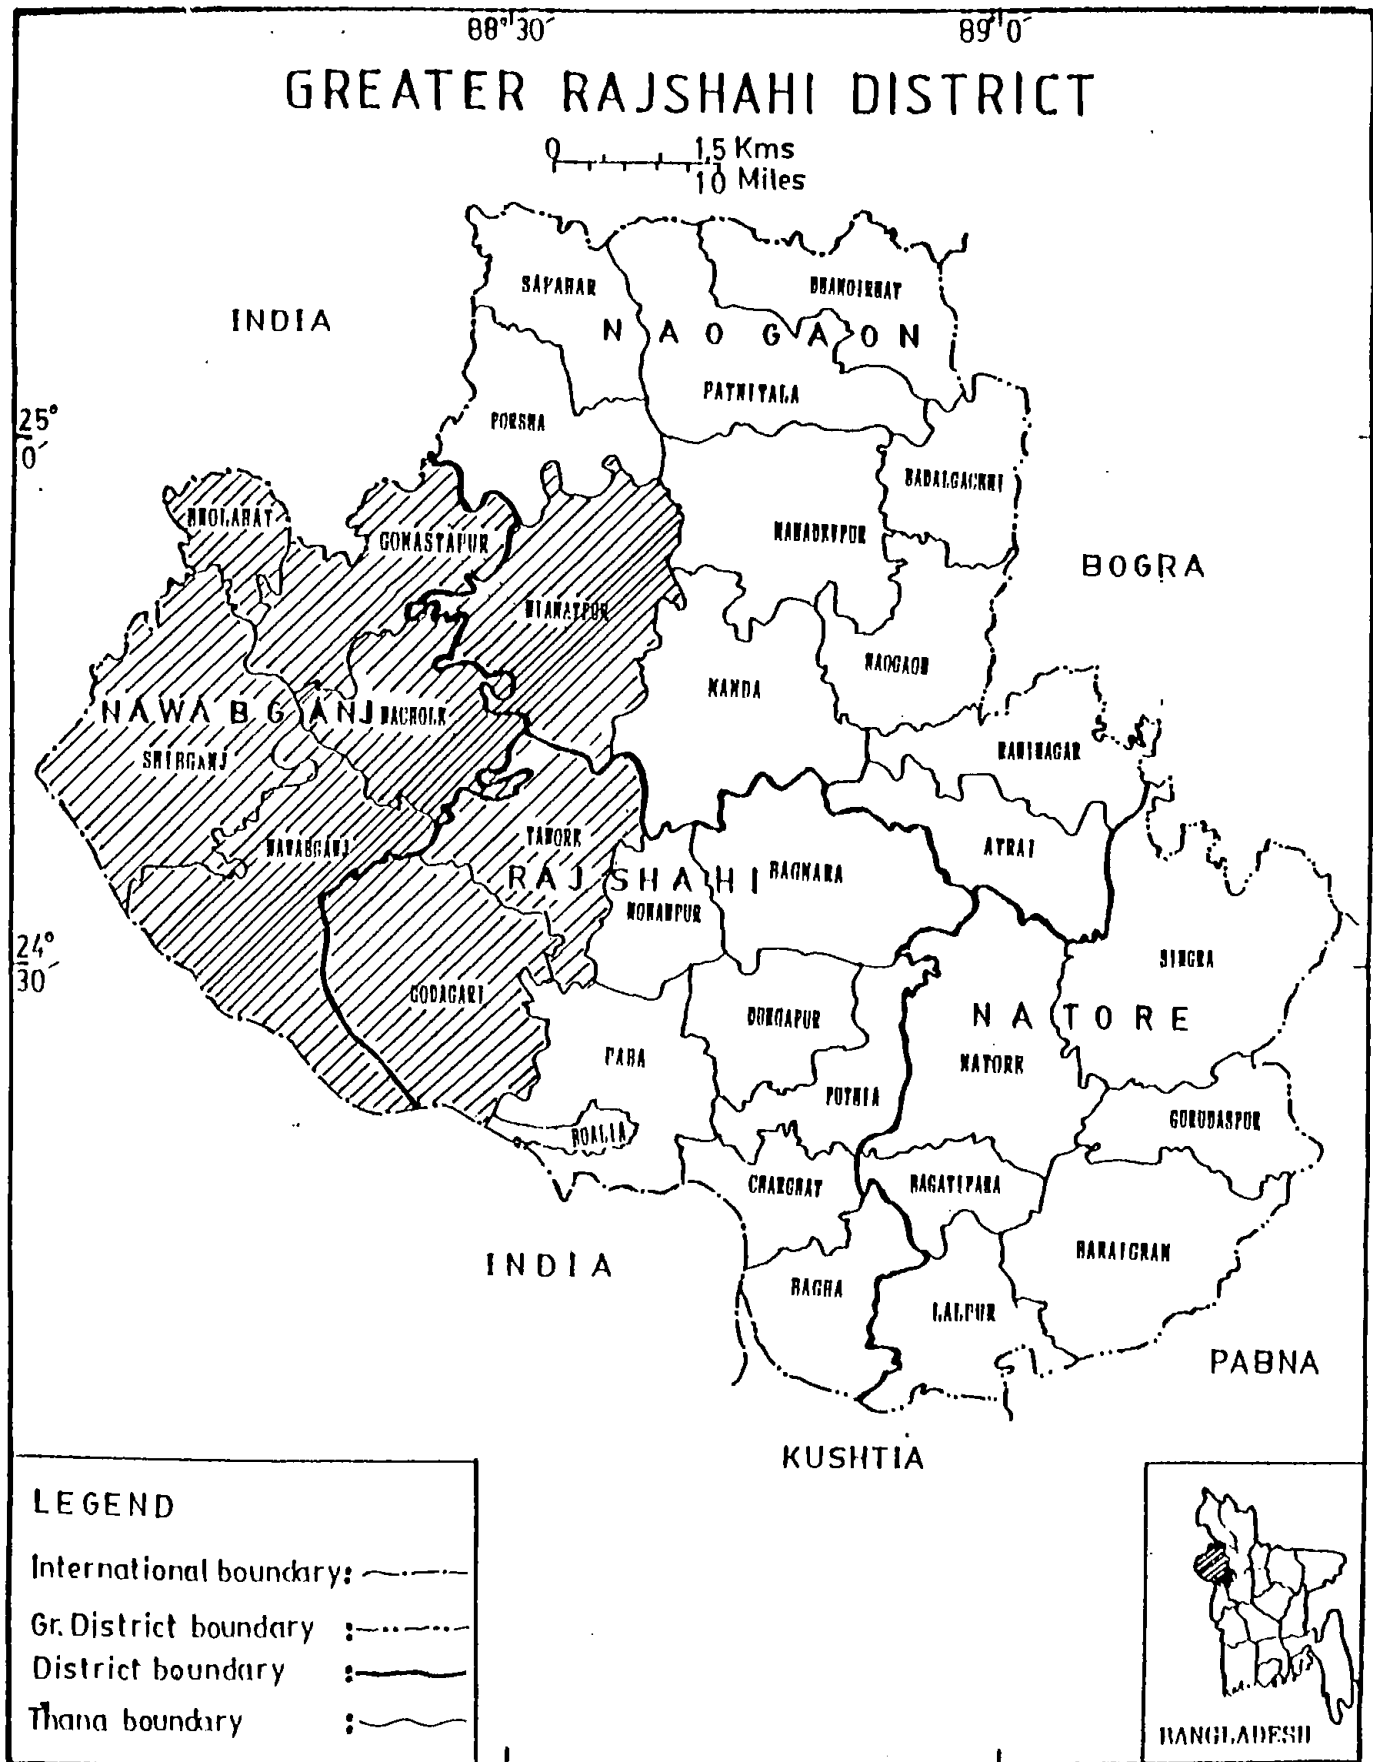 88°30′ 89°0′
GREATER RAJSHAHI DISTRICT
0 15 Kms
10 Miles
SAPAHAR
DHAMOIRHAT
INDIA
NAOGAON
PATNITALA
25°
0′
PORSHA
BADALGACHHI
BHOLAHAT
GOMASTAPUR
MAHADEVPUR
BOGRA
NIAMATPUR
NAOGAON
MANDA
NAWABGANJ
NACHOLE
RANINAGAR
SHIBGANJ
NAWABGANJ
TANORE
ATRAI
RAJSHAHI
BAGMARA
MOHANPUR
24°
30′
SINGRA
GODAGARI
DURGAPUR
NATORE
PABA
NATORE
PUTHIA
BOALIA
GURUDASPUR
CHARGHAT
BAGATIPARA
INDIA
BARAIGRAM
BAGHA
LALPUR
PABNA
KUSHTIA
LEGEND
International boundary:
Gr. District boundary :
District boundary :
Thana boundary :
BANGLADESH